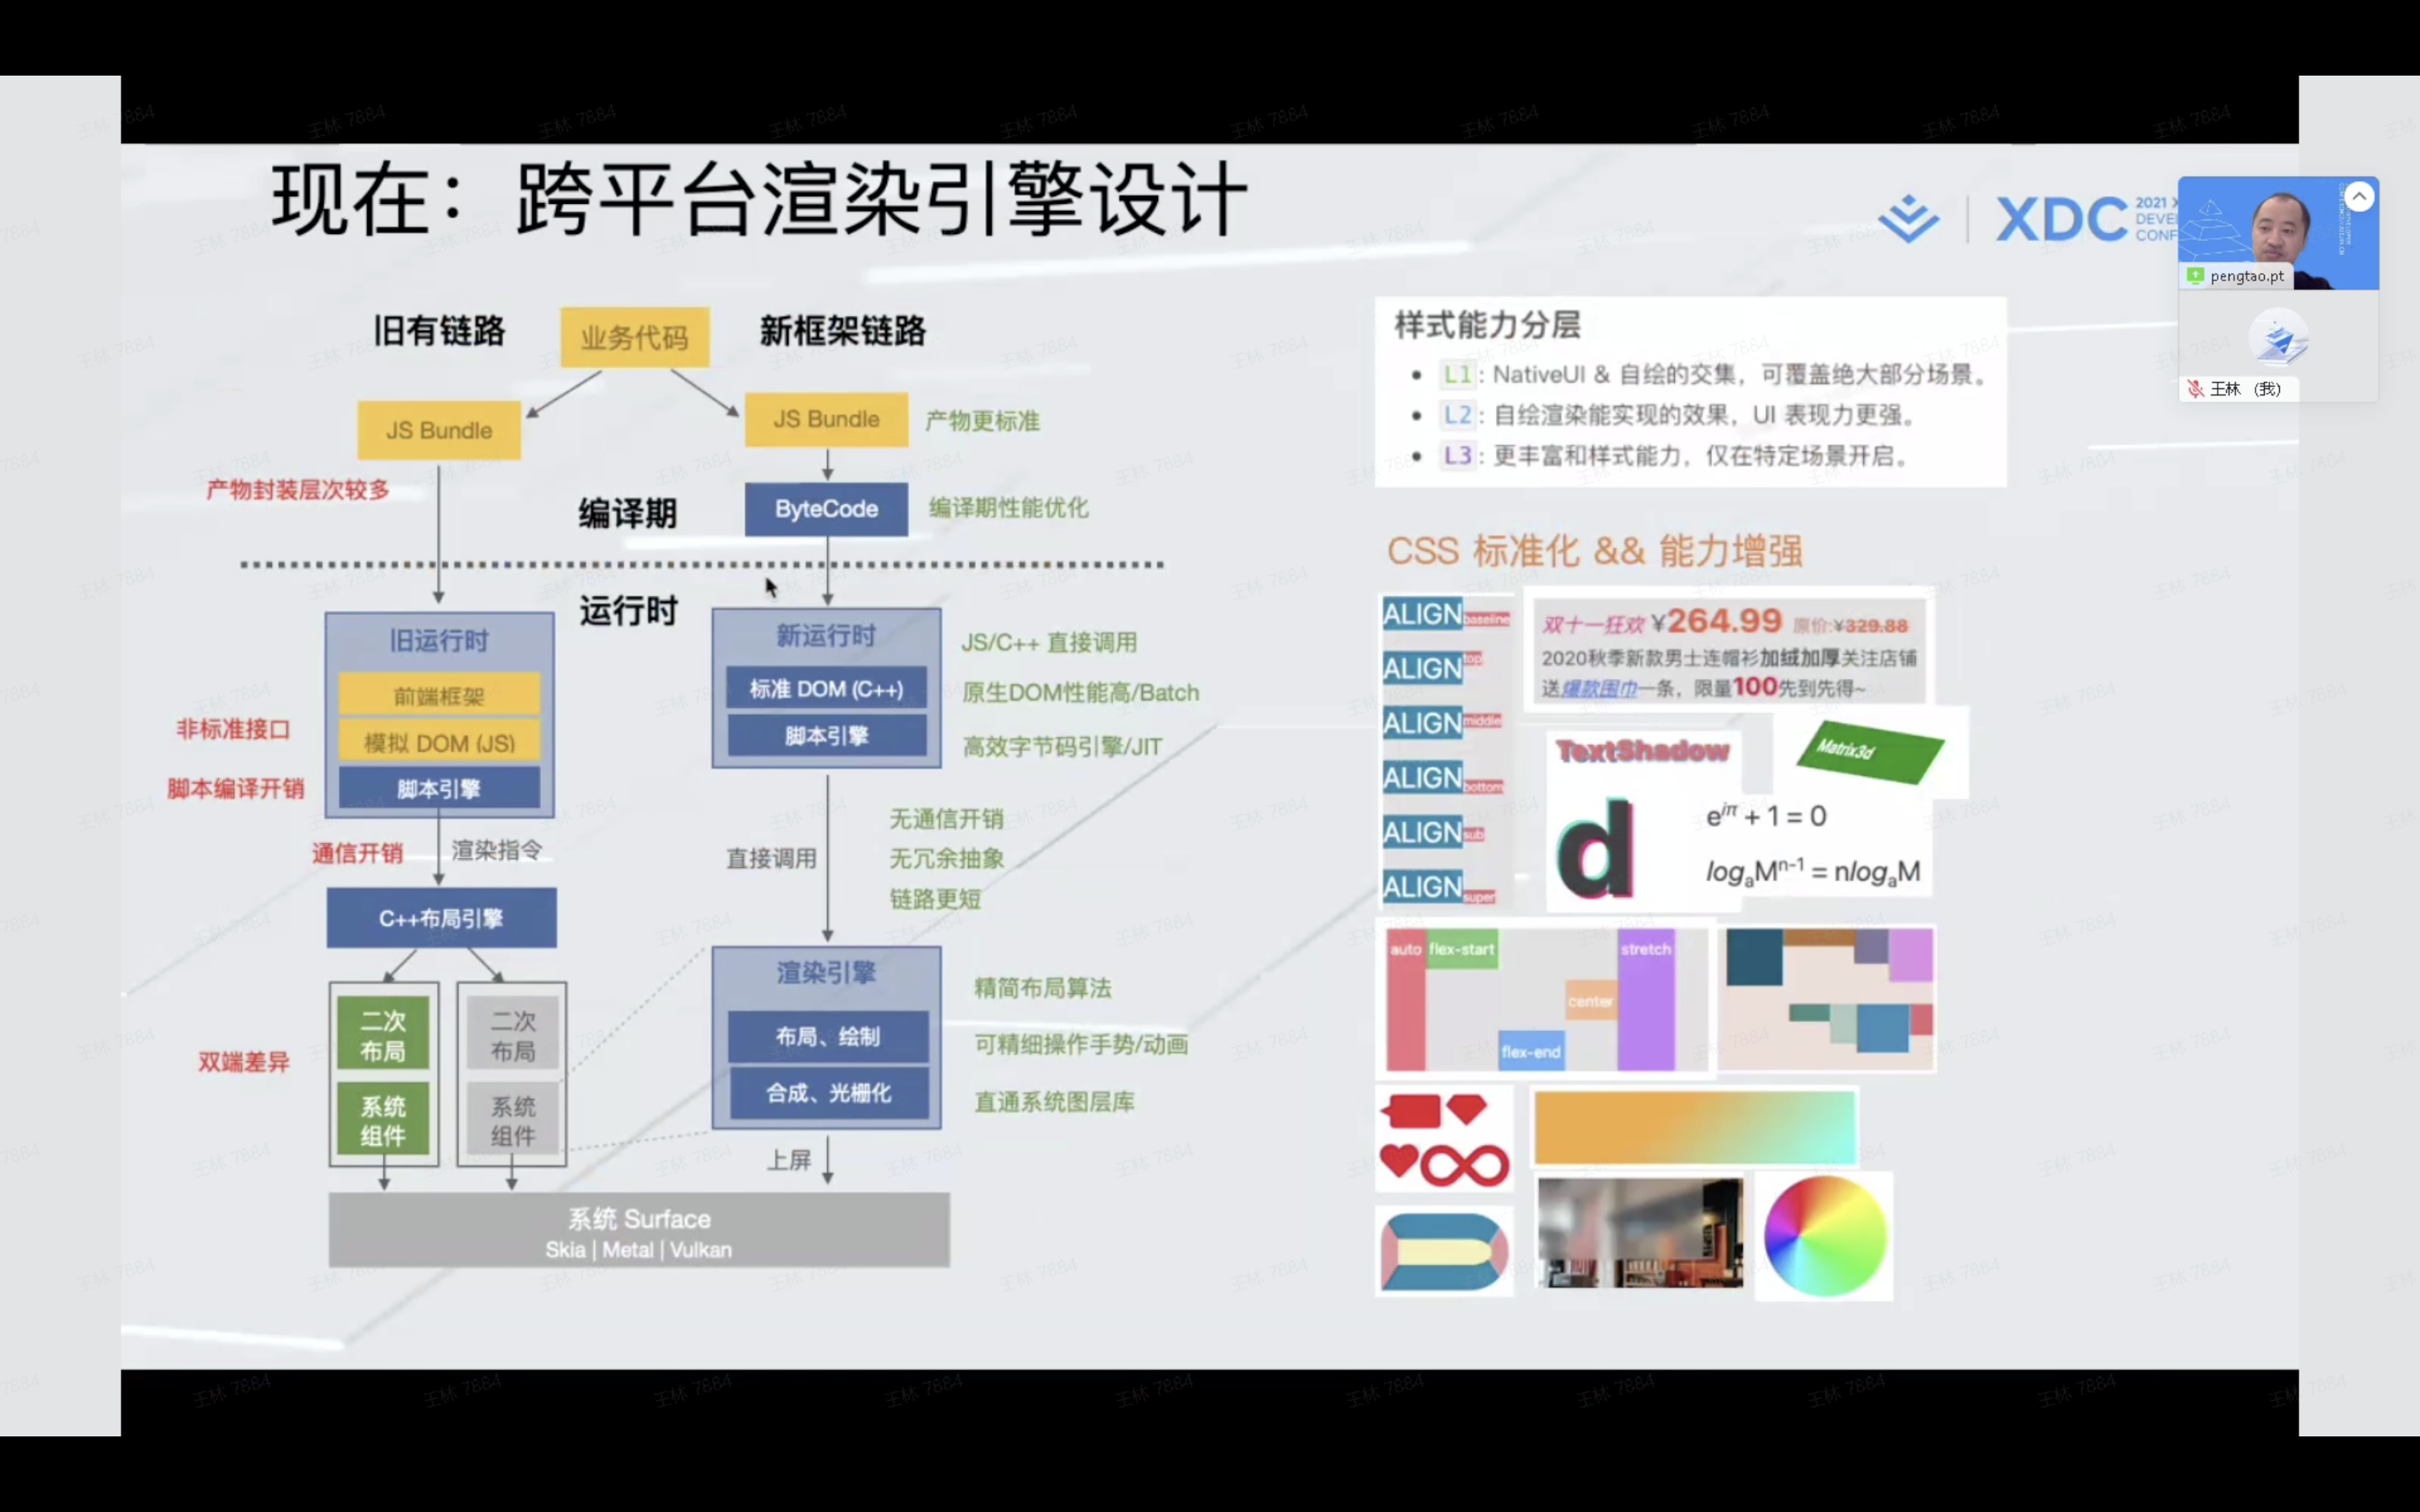 现在：跨平台渲染引擎设计
XDC
2021 X
DEVE
CONF
pengtao.pt
王林 （我）
旧有链路
业务代码
新框架链路
JS Bundle
JS Bundle
产物更标准
产物封装层次较多
编译期
ByteCode
编译期性能优化
运行时
旧运行时
前端框架
模拟 DOM (JS)
脚本引擎
非标准接口
脚本编译开销
新运行时
标准 DOM (C++)
脚本引擎
JS/C++ 直接调用
原生DOM性能高/Batch
高效字节码引擎/JIT
通信开销
渲染指令
直接调用
无通信开销
无冗余抽象
链路更短
C++布局引擎
双端差异
二次
布局
系统
组件
二次
布局
系统
组件
渲染引擎
布局、绘制
合成、光栅化
精简布局算法
可精细操作手势/动画
直通系统图层库
上屏
系统 Surface
Skia | Metal | Vulkan
样式能力分层
• L1: NativeUI & 自绘的交集，可覆盖绝大部分场景。
• L2: 自绘渲染能实现的效果，UI 表现力更强。
• L3: 更丰富和样式能力，仅在特定场景开启。
CSS 标准化 && 能力增强
ALIGN baseline
ALIGN top
ALIGN middle
ALIGN bottom
ALIGN sub
ALIGN super
双十一狂欢 ¥264.99 原价:¥329.88
2020秋季新款男士连帽衫加绒加厚关注店铺
送爆款围巾一条，限量100先到先得~
TextShadow
d
Matrix3d
e^iπ + 1 = 0
logₐMⁿ⁻¹ = nlogₐM
auto
flex-start
stretch
center
flex-end
王林 7884